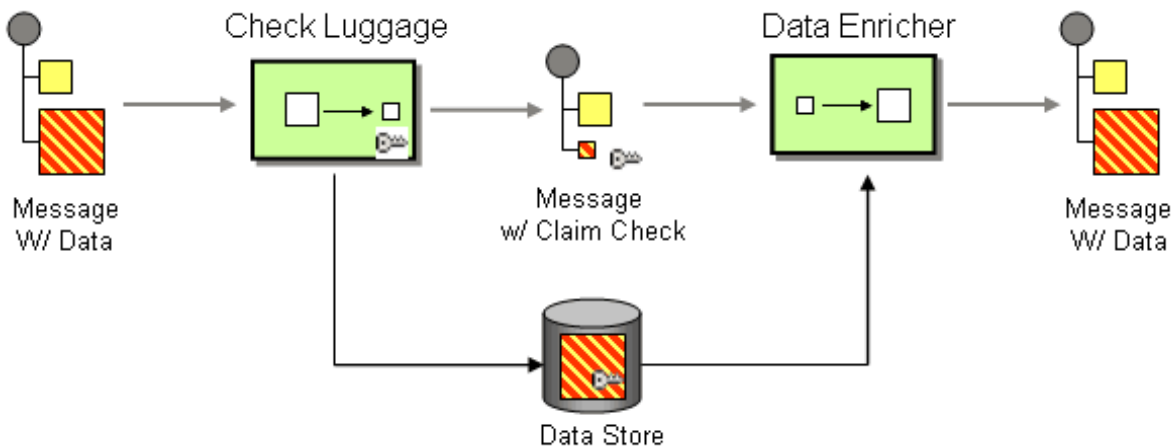 Check Luggage
Data Enricher
Message
W/ Data
Message
w/ Claim Check
Message
W/ Data
Data Store